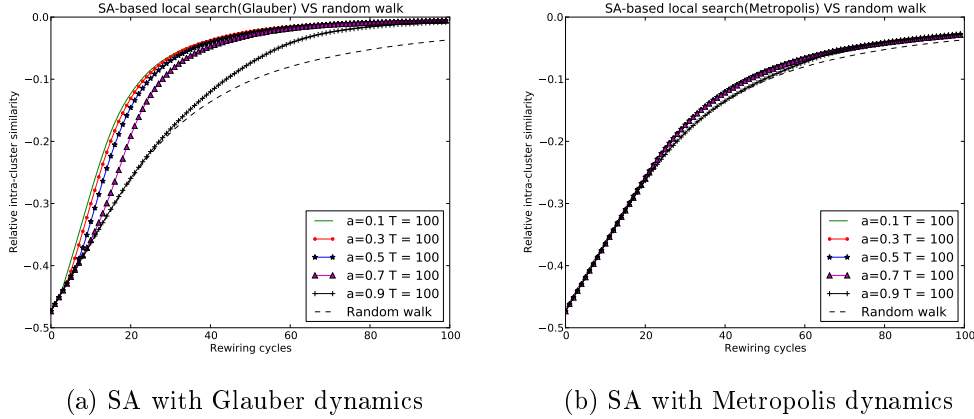 SA-based local search(Glauber) VS random walk
Relative intra-cluster similarity
0.0
−0.1
−0.2
−0.3
−0.4
−0.5
0
20
40
60
80
100
Rewiring cycles
a=0.1 T = 100
a=0.3 T = 100
a=0.5 T = 100
a=0.7 T = 100
a=0.9 T = 100
Random walk
(a) SA with Glauber dynamics
SA-based local search(Metropolis) VS random walk
Relative intra-cluster similarity
0.0
−0.1
−0.2
−0.3
−0.4
−0.5
0
20
40
60
80
100
Rewiring cycles
a=0.1 T = 100
a=0.3 T = 100
a=0.5 T = 100
a=0.7 T = 100
a=0.9 T = 100
Random walk
(b) SA with Metropolis dynamics